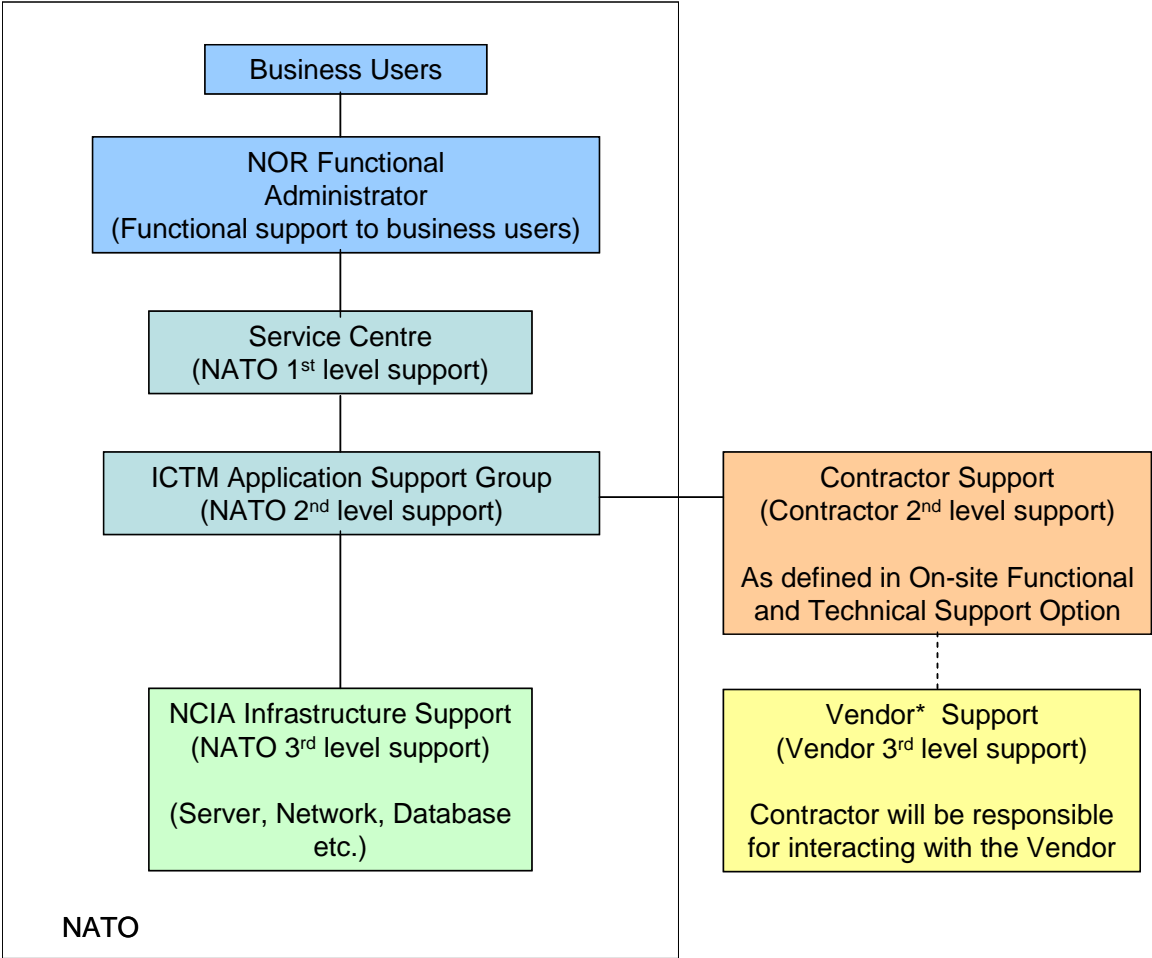 Business Users
NOR Functional
Administrator
(Functional support to business users)
Service Centre
(NATO 1st level support)
ICTM Application Support Group
(NATO 2nd level support)
Contractor Support
(Contractor 2nd level support)
As defined in On-site Functional
and Technical Support Option
NCIA Infrastructure Support
(NATO 3rd level support)
(Server, Network, Database
etc.)
Vendor* Support
(Vendor 3rd level support)
Contractor will be responsible
for interacting with the Vendor
NATO